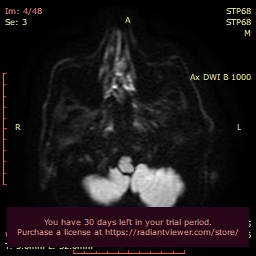 Im: 4/48
Se: 3
A
STP68
STP68
M
Ax DWI B 1000
R
L
You have 30 days left in your trial period.
Purchase a license at https://radiantviewer.com/store/